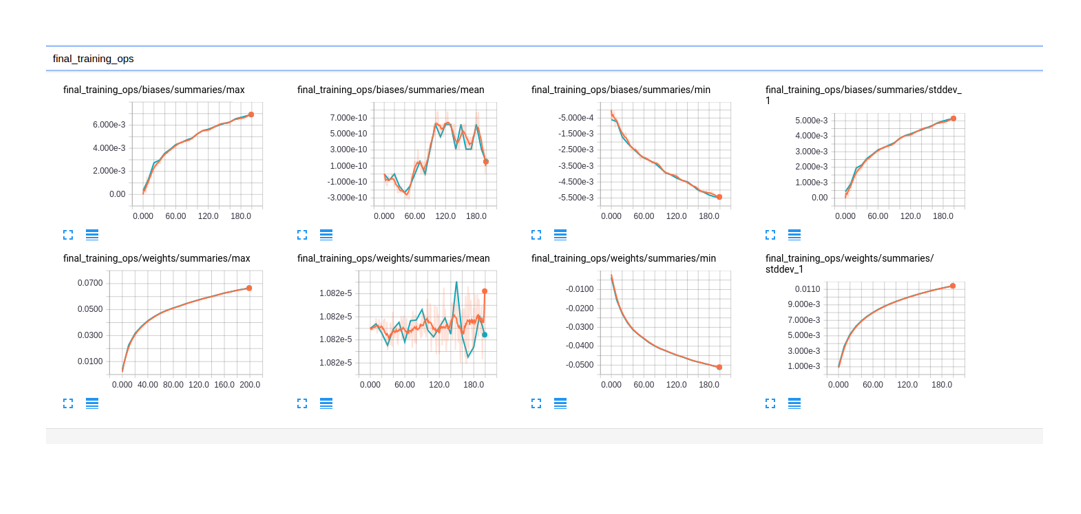 final_training_ops
final_training_ops/biases/summaries/max
6.000e-3
4.000e-3
2.000e-3
0.00
0.000 60.00 120.0 180.0
final_training_ops/biases/summaries/mean
7.000e-10
5.000e-10
3.000e-10
1.000e-10
-1.000e-10
-3.000e-10
0.000 60.00 120.0 180.0
final_training_ops/biases/summaries/min
-5.000e-4
-1.500e-3
-2.500e-3
-3.500e-3
-4.500e-3
-5.500e-3
0.000 60.00 120.0 180.0
final_training_ops/biases/summaries/stddev_
1
5.000e-3
4.000e-3
3.000e-3
2.000e-3
1.000e-3
0.00
0.000 60.00 120.0 180.0
final_training_ops/weights/summaries/max
0.0700
0.0500
0.0300
0.0100
0.000 40.00 80.00 120.0 160.0 200.0
final_training_ops/weights/summaries/mean
1.082e-5
1.082e-5
1.082e-5
1.082e-5
0.000 60.00 120.0 180.0
final_training_ops/weights/summaries/min
-0.0100
-0.0200
-0.0300
-0.0400
-0.0500
0.000 60.00 120.0 180.0
final_training_ops/weights/summaries/
stddev_1
0.0110
9.000e-3
7.000e-3
5.000e-3
3.000e-3
1.000e-3
0.000 60.00 120.0 180.0